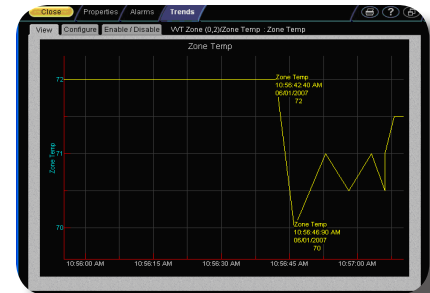 Close Properties Alarms Trends
View Configure Enable / Disable VVT Zone (0,2)/Zone Temp : Zone Temp
Zone Temp
72
Zone Temp
10:56:42:40 AM
06/01/2007
72
Zone Temp
71
70
Zone Temp
10:56:46:90 AM
06/01/2007
70
10:56:00 AM 10:56:15 AM 10:56:30 AM 10:56:45 AM 10:57:00 AM